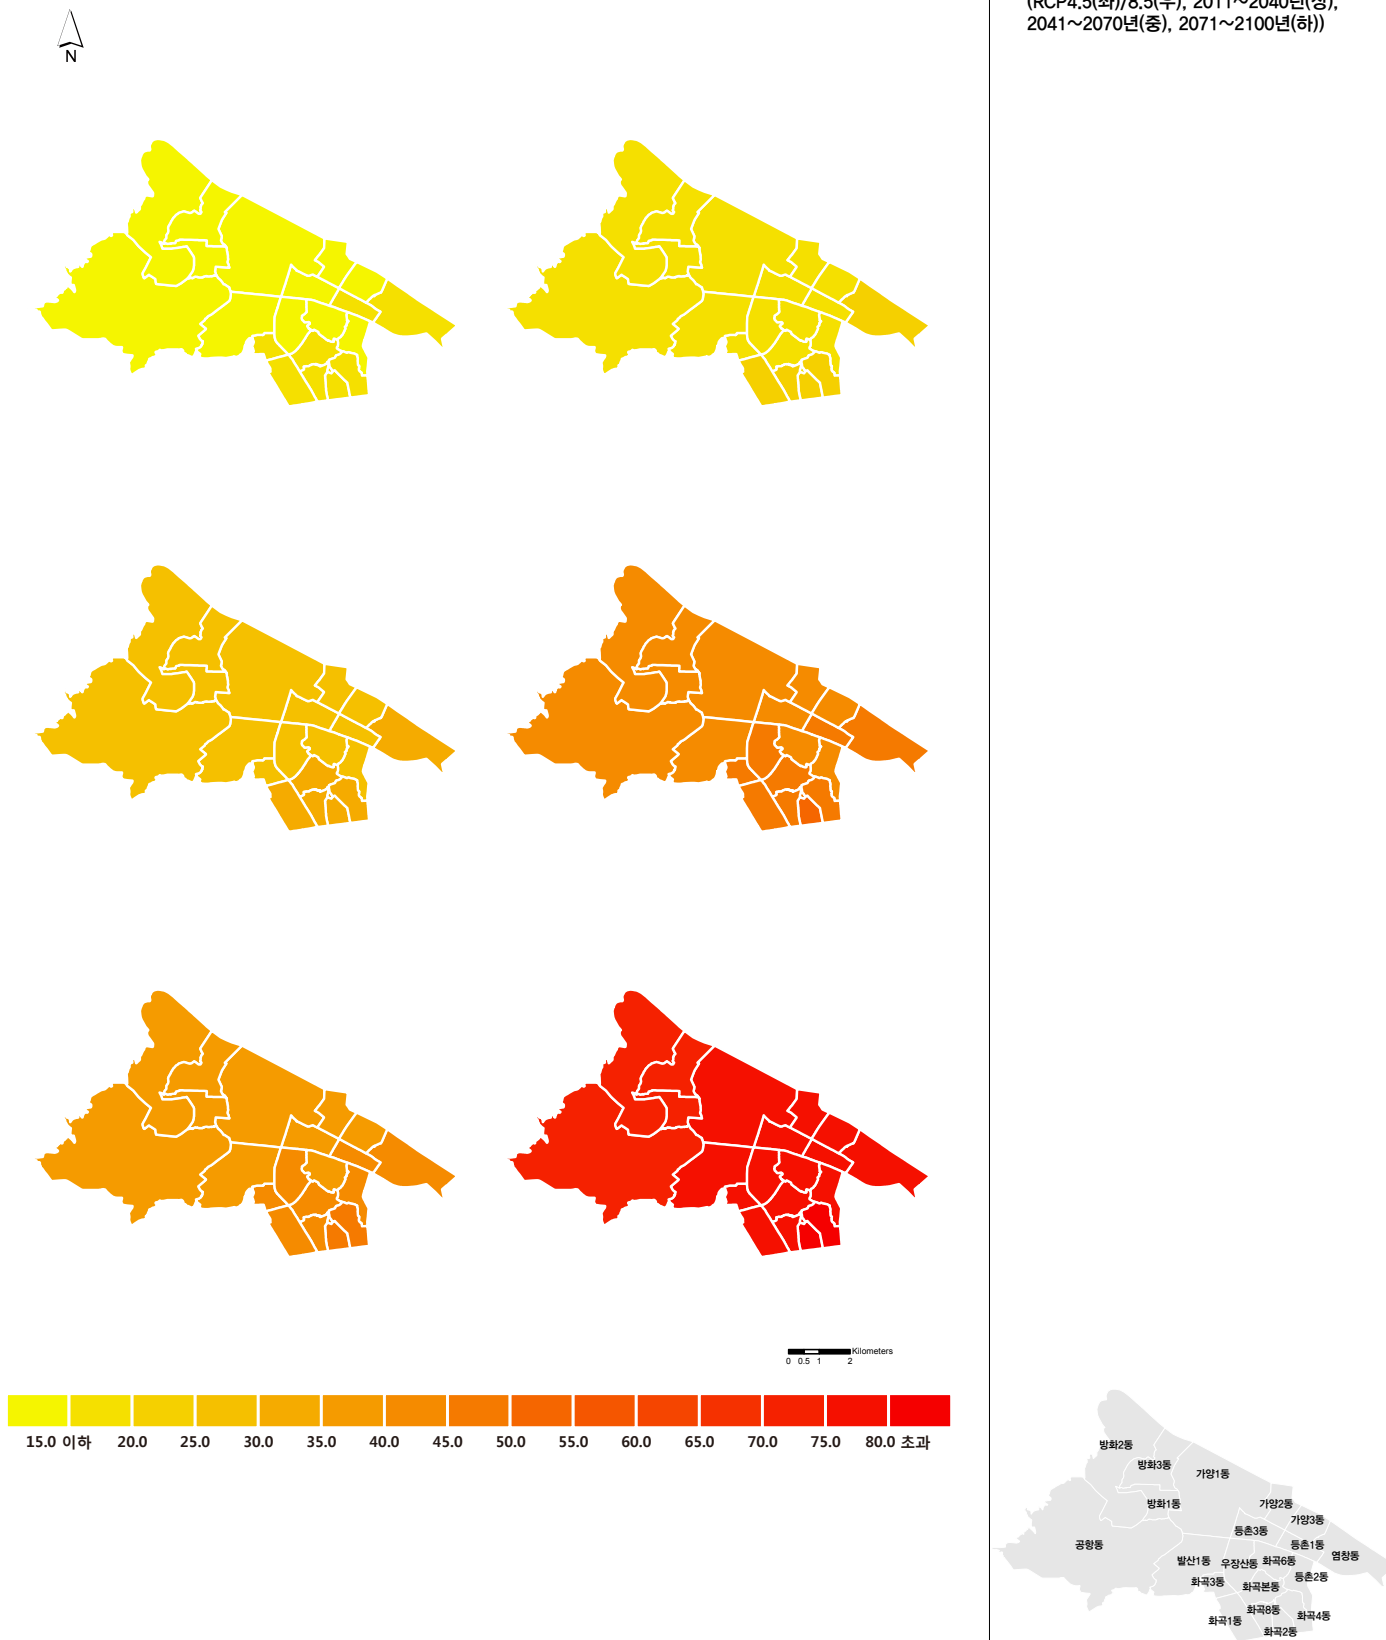 (RCP4.5(좌)/8.5(우), 2011~2040년(상),
2041~2070년(중), 2071~2100년(하))
N
Kilometers
0 0.5 1 2
15.0 이하 20.0 25.0 30.0 35.0 40.0 45.0 50.0 55.0 60.0 65.0 70.0 75.0 80.0 초과
방화2동
방화3동
가양1동
방화1동
가양2동
가양3동
등촌3동
공항동
등촌1동
염창동
발산1동
우장산동
화곡6동
등촌2동
화곡3동
화곡본동
화곡8동
화곡4동
화곡1동
화곡2동